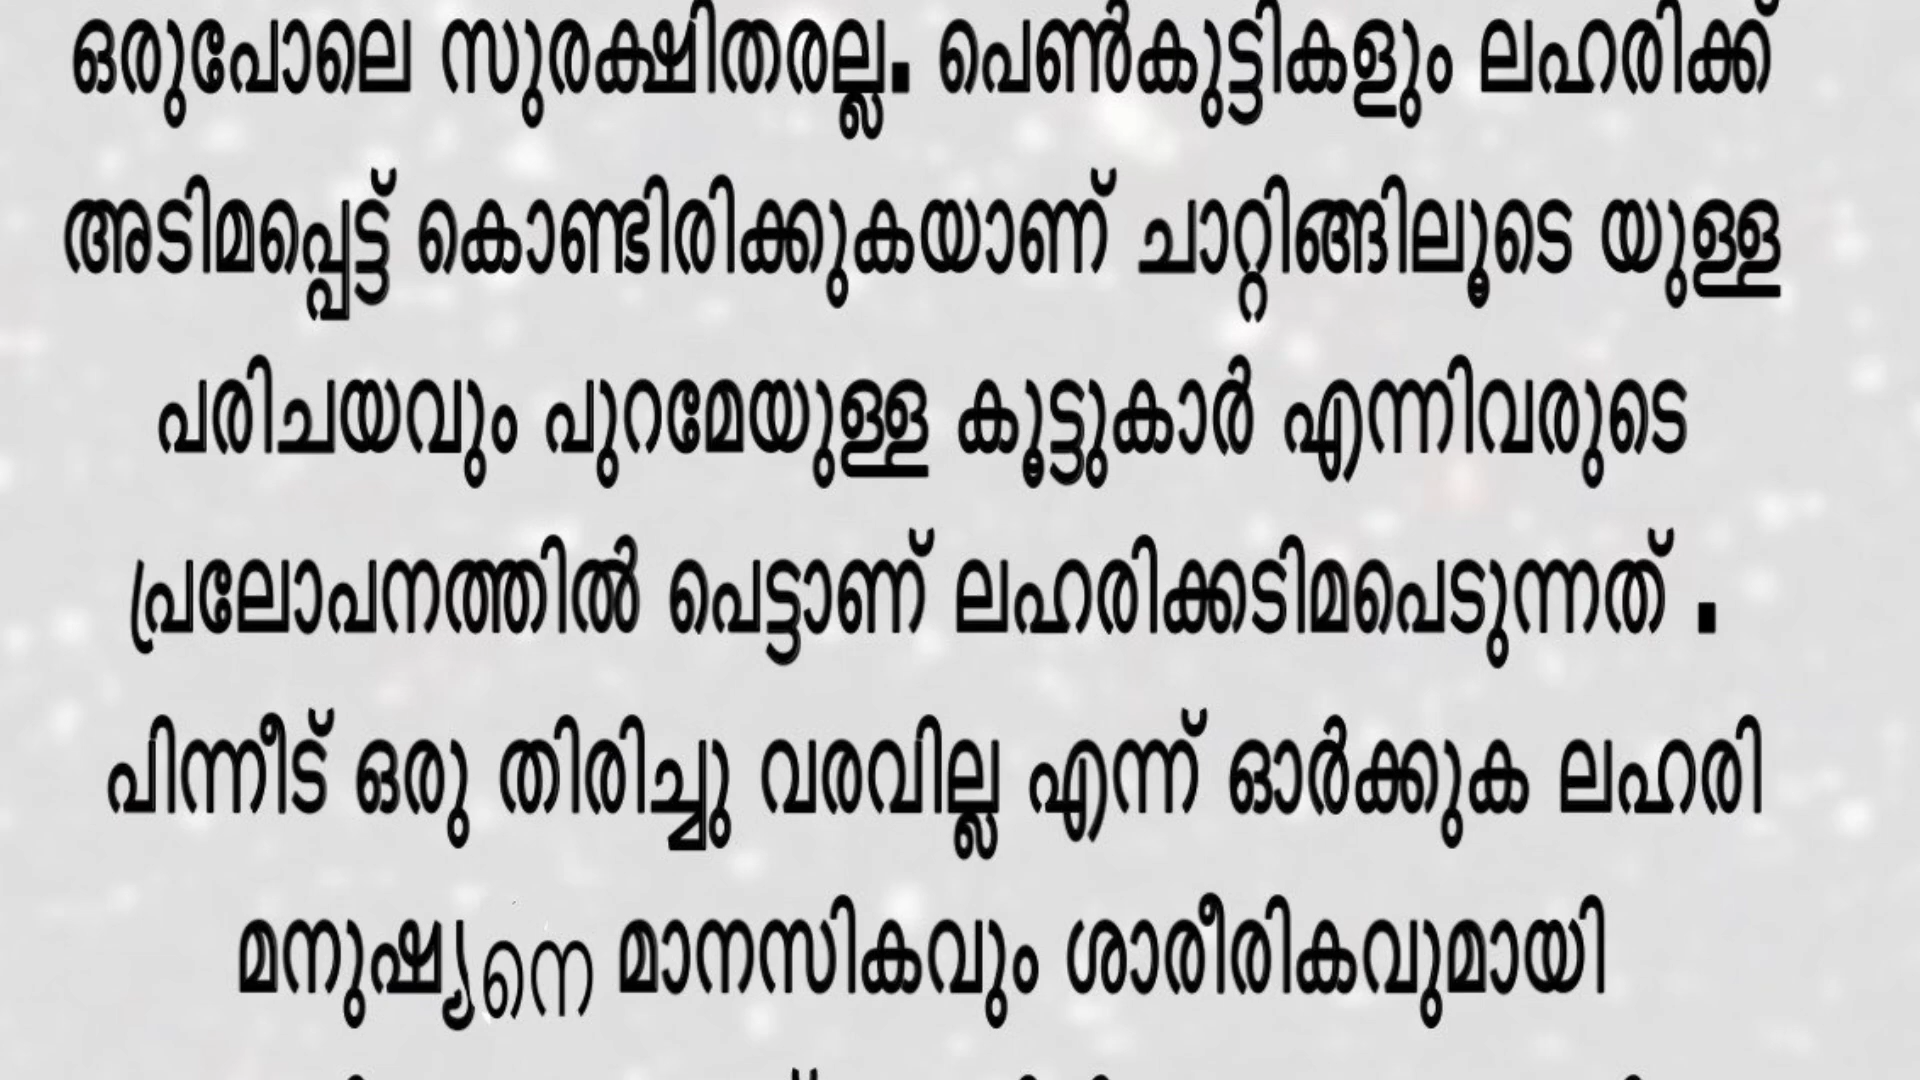 ഒരുപോലെ സുരക്ഷിതരല്ല. പെൺകുട്ടികളും ലഹരിക്ക്
അടിമപ്പെട്ട് കൊണ്ടിരിക്കുകയാണ് ചാറ്റിങ്ങിലൂടെ യുള്ള
പരിചയവും പുറമേയുള്ള കൂട്ടുകാർ എന്നിവരുടെ
പ്രലോപനത്തിൽ പെട്ടാണ് ലഹരിക്കടിമപെടുന്നത് .
പിന്നീട് ഒരു തിരിച്ചു വരവില്ല എന്ന് ഓർക്കുക ലഹരി
മനുഷ്യനെ മാനസികവും ശാരീരികവുമായി